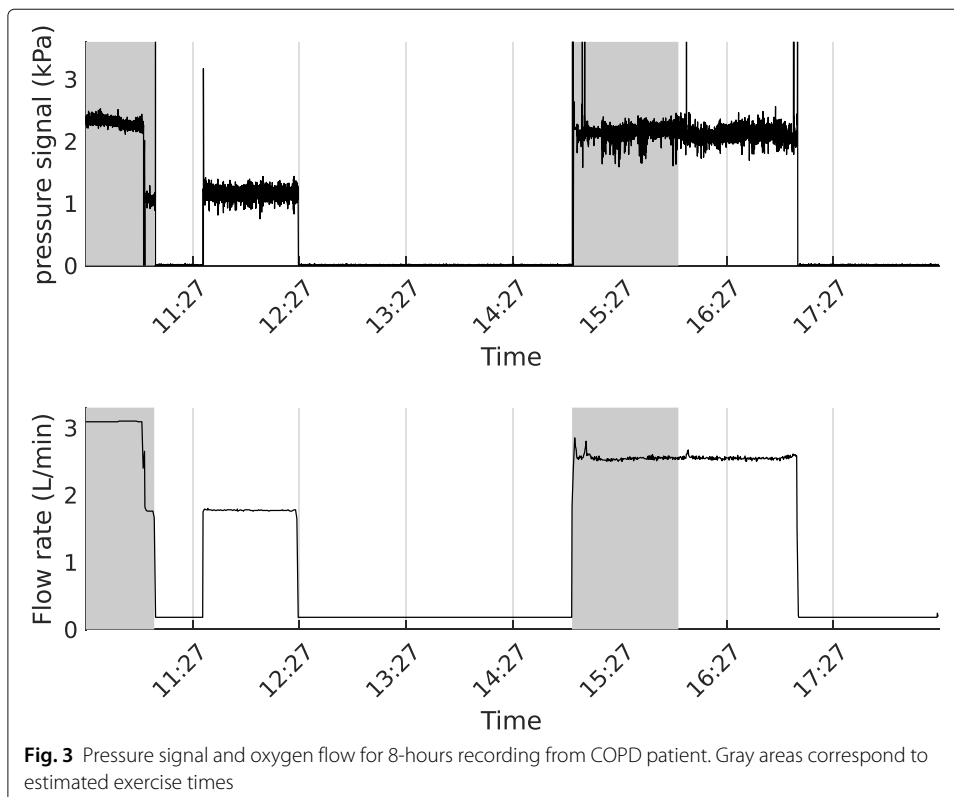 pressure signal (kPa)
3
2
1
0
11:27 12:27 13:27 14:27 15:27 16:27 17:27
Time
Flow rate (L/min)
3
2
1
0
11:27 12:27 13:27 14:27 15:27 16:27 17:27
Time
Fig. 3 Pressure signal and oxygen flow for 8-hours recording from COPD patient. Gray areas correspond to
estimated exercise times